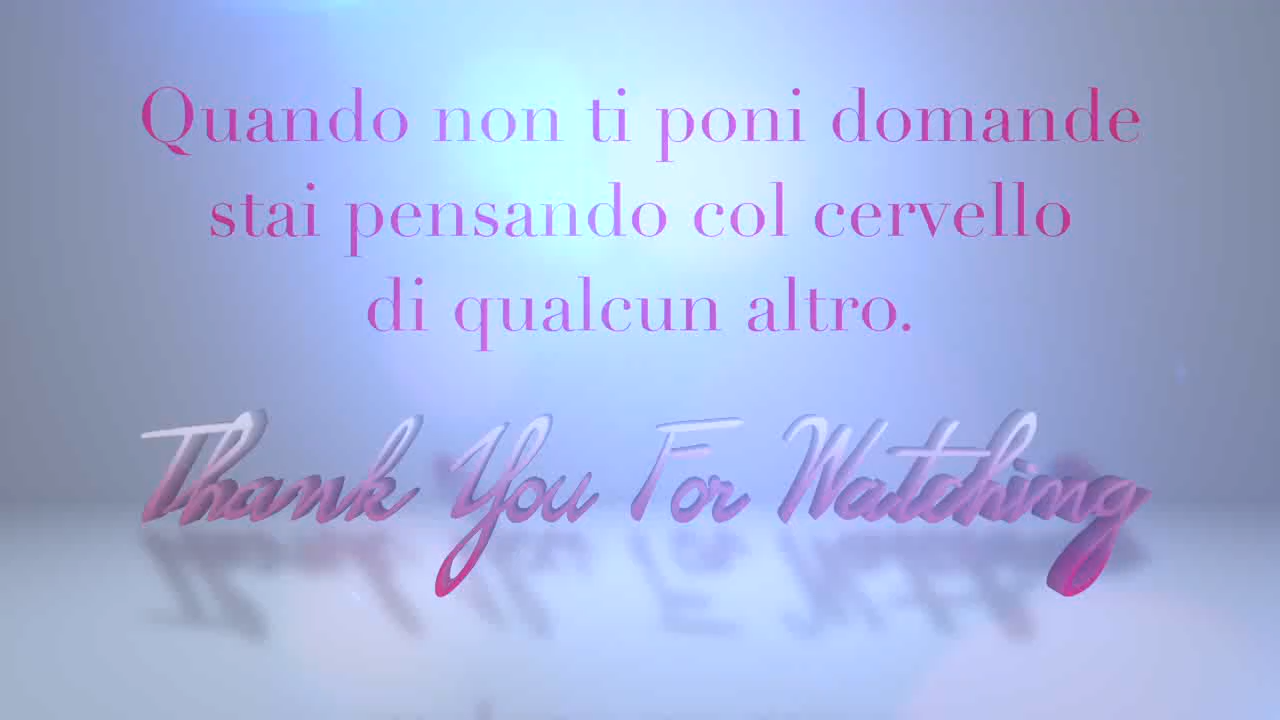 Quando non ti poni domande
stai pensando col cervello
di qualcun altro.
Thank You For Watching